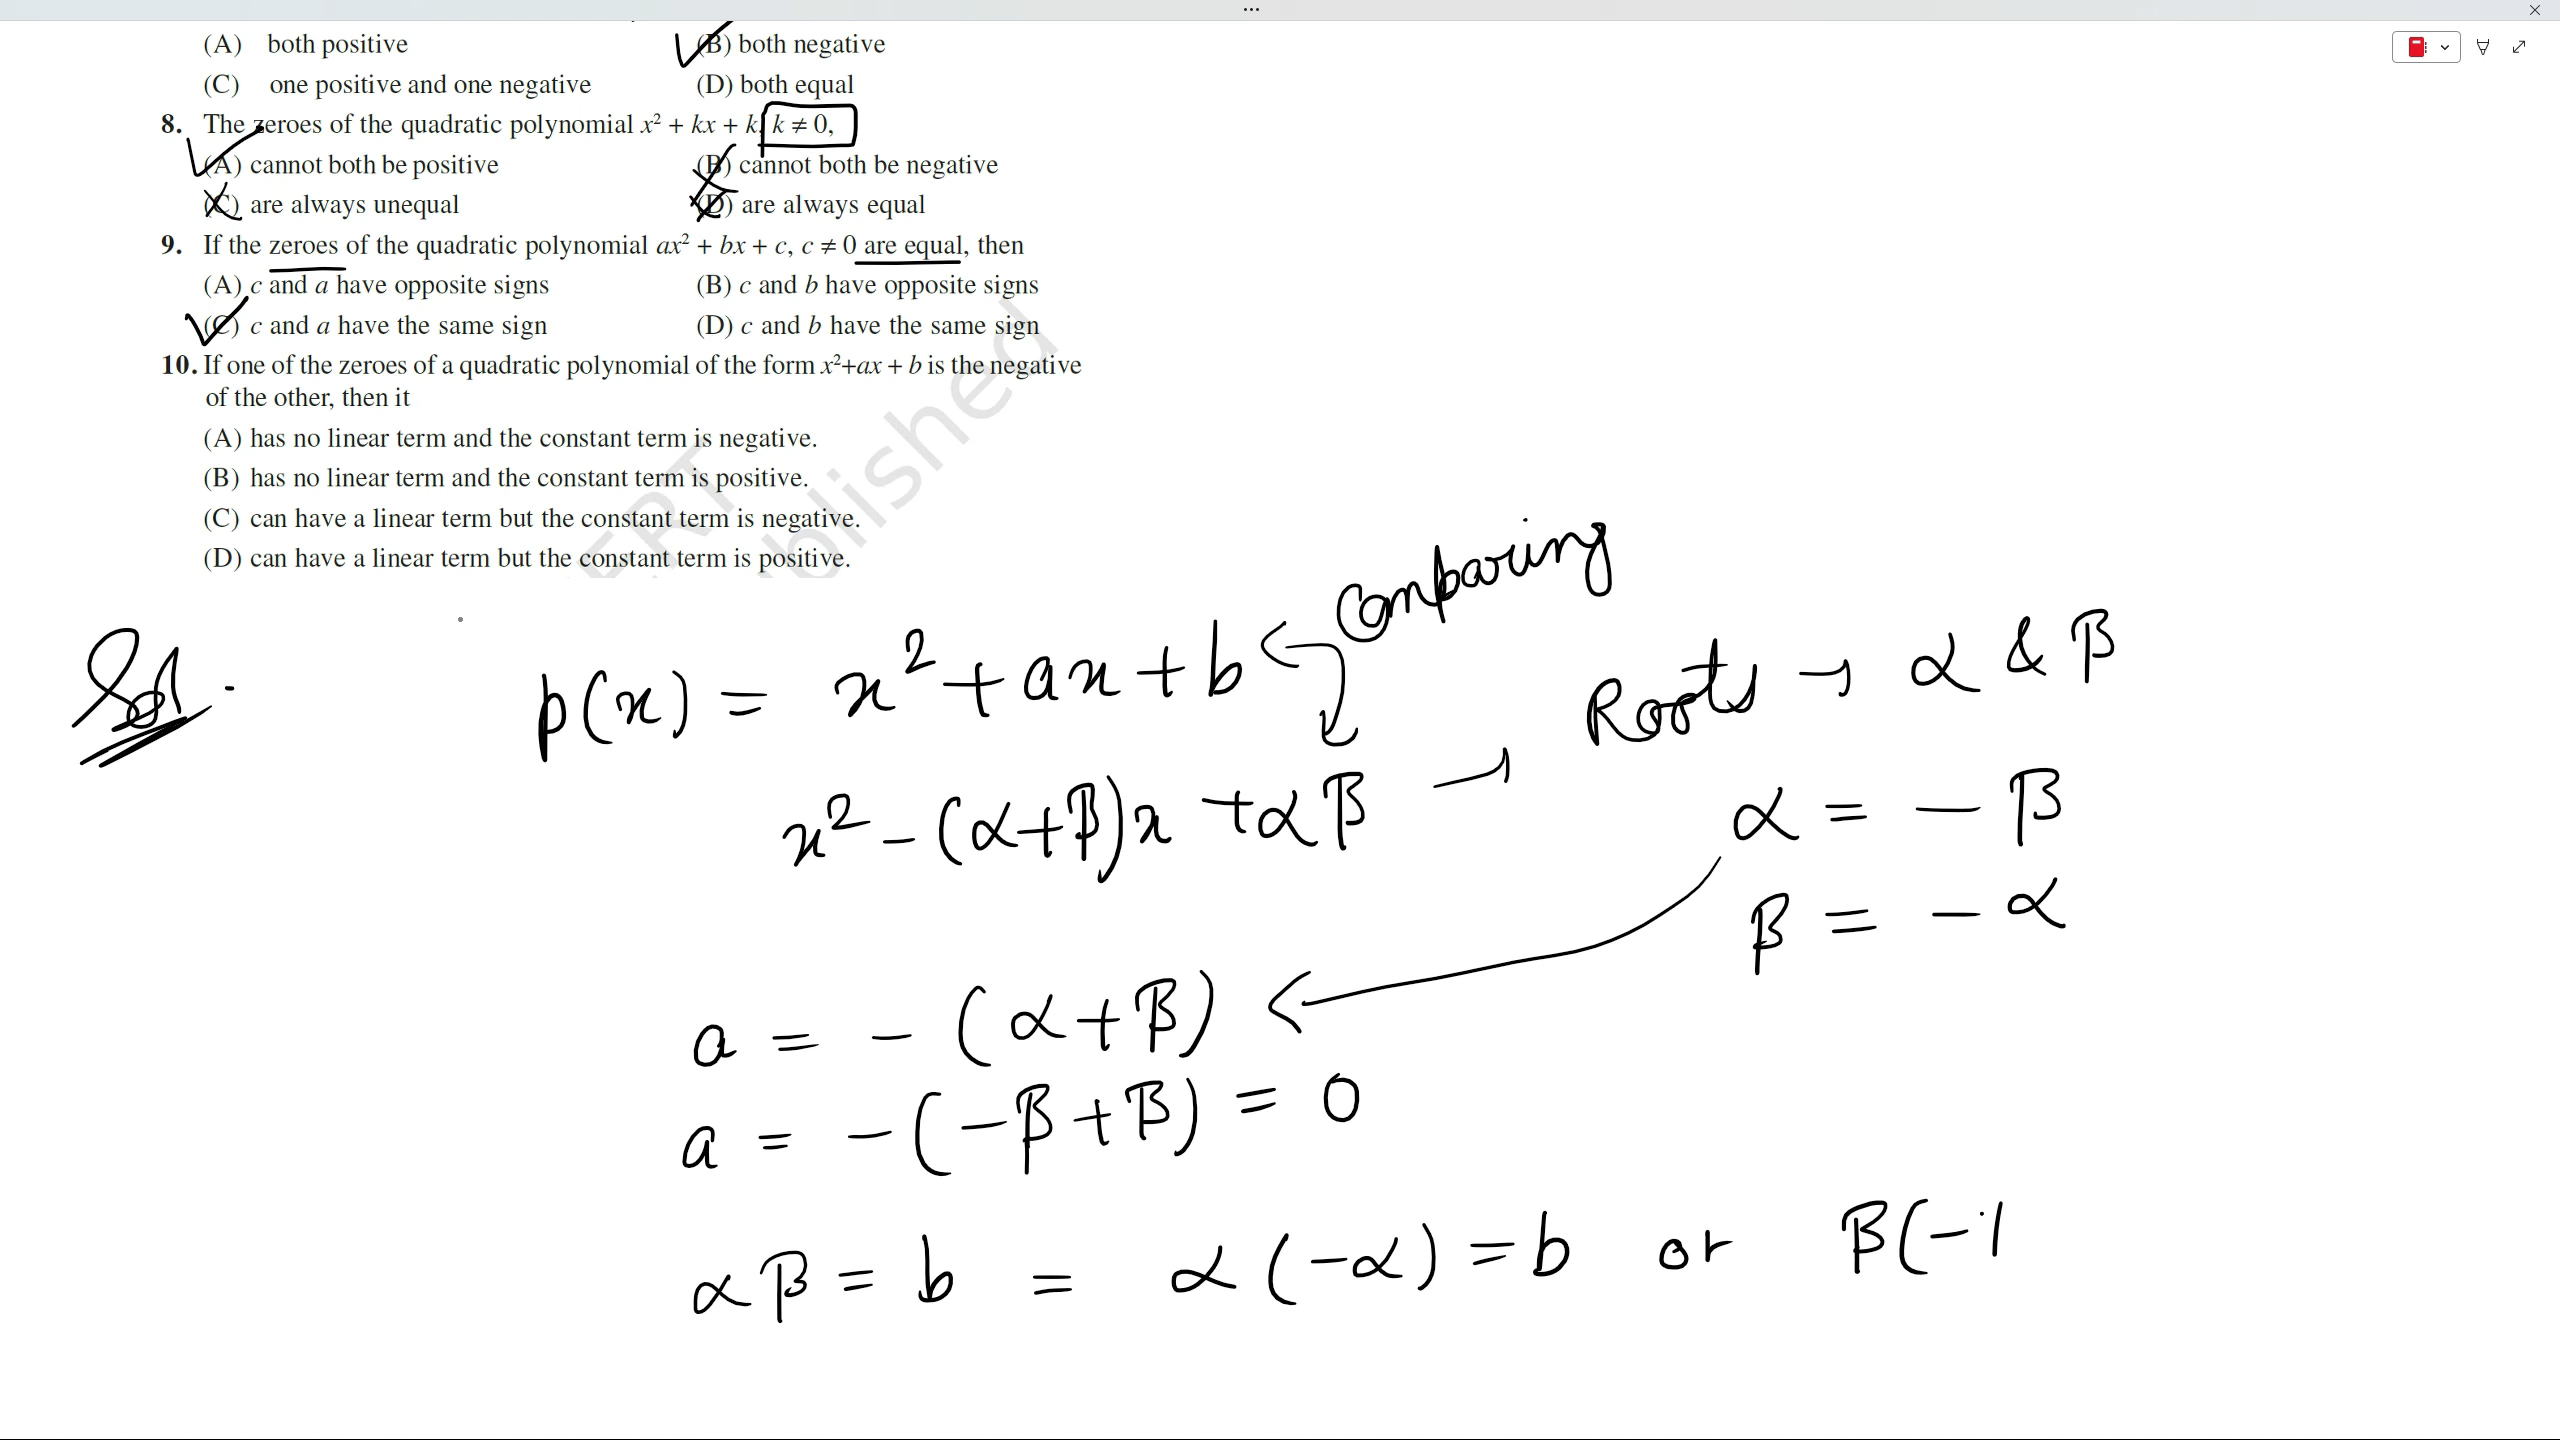 (A) both positive (B) both negative
(C) one positive and one negative (D) both equal
8. The zeroes of the quadratic polynomial x² + kx + k, k ≠ 0,
(A) cannot both be positive (B) cannot both be negative
(C) are always unequal (D) are always equal
9. If the zeroes of the quadratic polynomial ax² + bx + c, c ≠ 0 are equal, then
(A) c and a have opposite signs (B) c and b have opposite signs
(C) c and a have the same sign (D) c and b have the same sign
10. If one of the zeroes of a quadratic polynomial of the form x²+ax + b is the negative
of the other, then it
(A) has no linear term and the constant term is negative.
(B) has no linear term and the constant term is positive.
(C) can have a linear term but the constant term is negative.
(D) can have a linear term but the constant term is positive.
ERT
blished
Comparing
Sol.
p(x) = x² + ax + b
Roots → α & β
x² - (α+β)x + αβ →
α = - β
β = - α
a = - (α+β)
a = - (-β+β) = 0
αβ = b = α(-α) = b or β(-